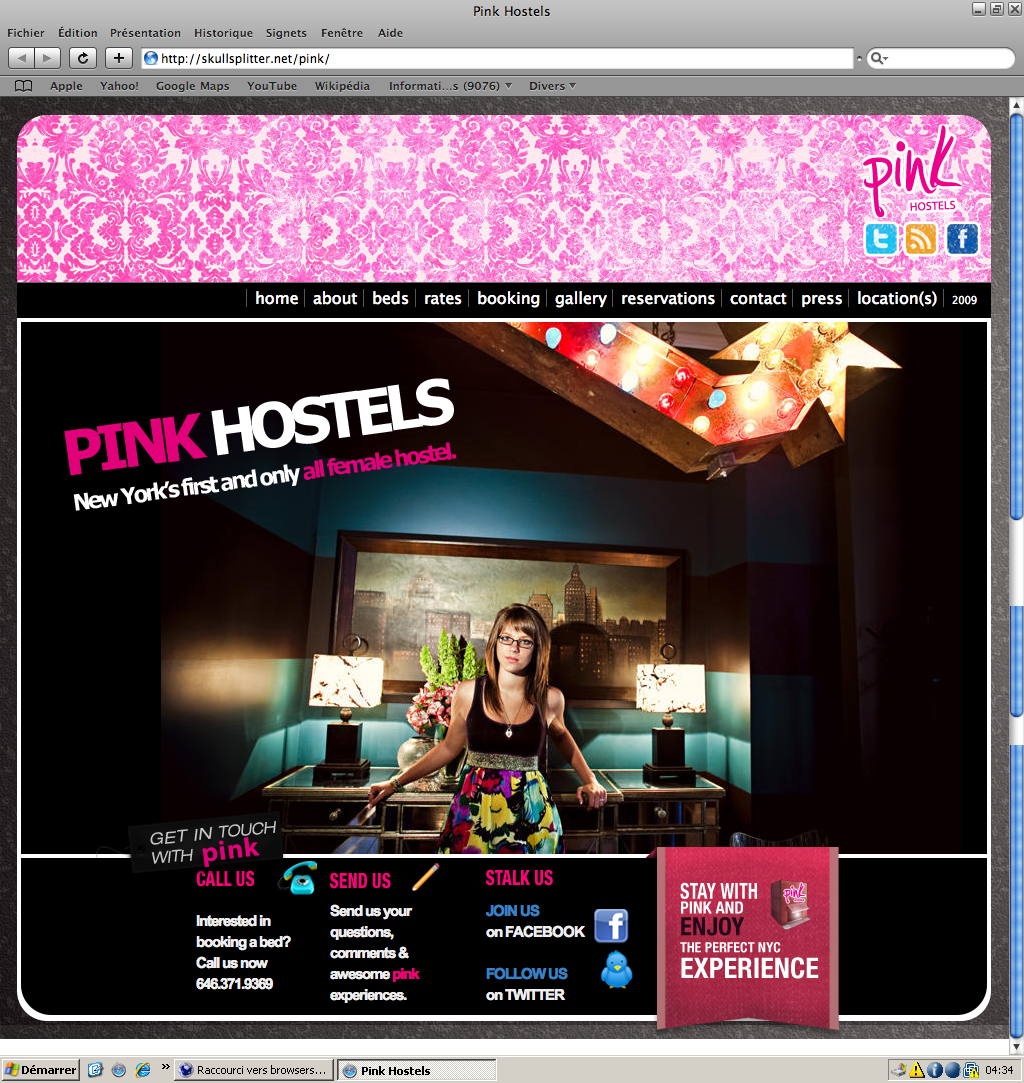 Pink Hostels
Fichier Édition Présentation Historique Signets Fenêtre Aide
http://skullsplitter.net/pink/
Apple Yahoo! Google Maps YouTube Wikipédia Informati...s (9076) Divers
pink
HOSTELS
home about beds rates booking gallery reservations contact press location(s) 2009
PINK HOSTELS
New York's first and only all female hostel.
GET IN TOUCH
WITH pink
CALL US
Interested in
booking a bed?
Call us now
646.371.9369
SEND US
Send us your
questions,
comments &
awesome pink
experiences.
STALK US
JOIN US
on FACEBOOK
FOLLOW US
on TWITTER
STAY WITH
PINK AND
ENJOY
THE PERFECT NYC
EXPERIENCE
pink
Démarrer » Raccourci vers browsers... Pink Hostels 04:34